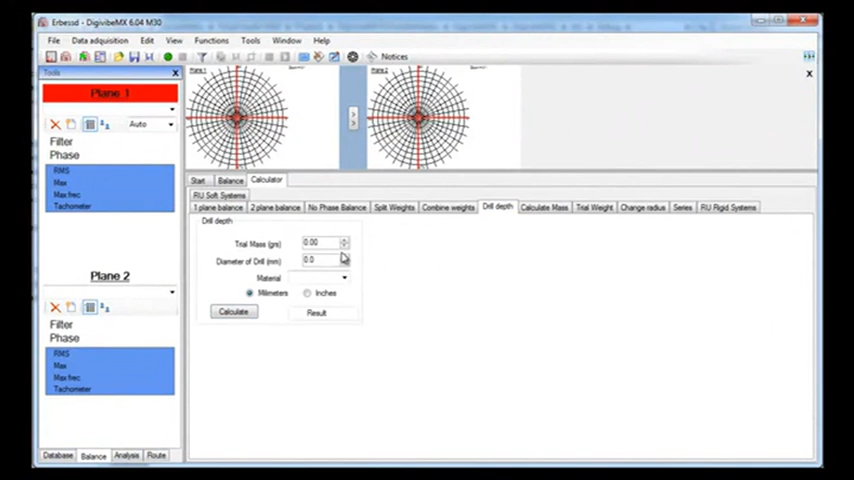 Erbessd - DigivibeMX 6.04 M30
File Data adquisition Edit View Functions Tools Window Help
Notices
Tools x
Plane 1
Auto
Filter
Phase
RMS
Max
Max frec
Tachometer
Plane 2
Filter
Phase
RMS
Max
Max frec
Tachometer
Database Balance Analysis Route
Plane 1
Plane 2
>
>
x
Start Balance Calculator
RU Soft Systems
1 plane balance 2 plane balance No Phase Balance Split Weights Combine weights Drill depth Calculate Mass Trial Weight Change radius Series RU Rigid Systems
Drill depth
Trial Mass (grs) 0.00
Diameter of Drill (mm) 0.0
Material
Milimeters Inches
Calculate Result